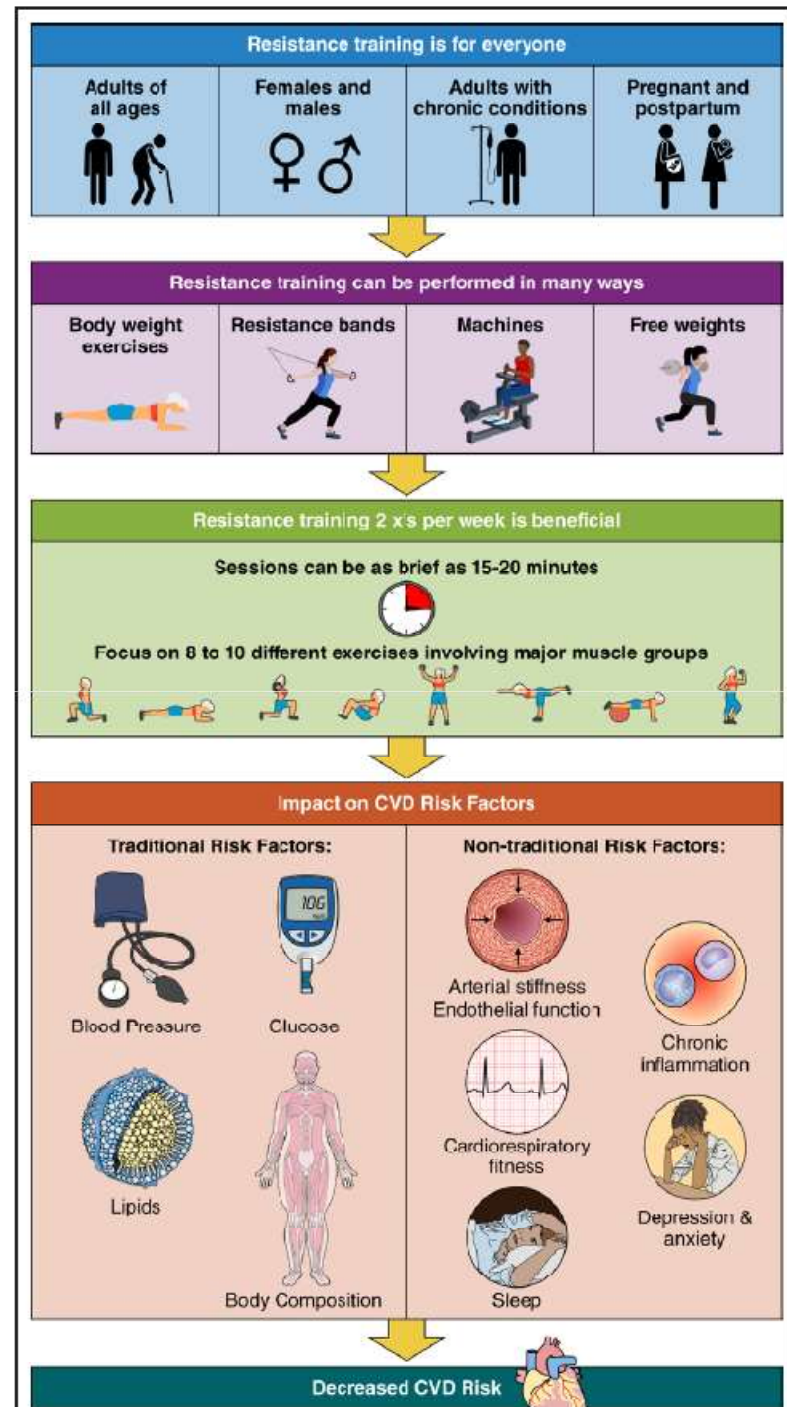 Resistance training is for everyone
Adults of
all ages
Females and
males
Adults with
chronic conditions
Pregnant and
postpartum
Resistance training can be performed in many ways
Body weight
exercises
Resistance bands
Machines
Free weights
Resistance training 2 x's per week is beneficial
Sessions can be as brief as 15-20 minutes
Focus on 8 to 10 different exercises involving major muscle groups
Impact on CVD Risk Factors
Traditional Risk Factors:
106
Blood Pressure
Glucose
Lipids
Body Composition
Non-traditional Risk Factors:
Arterial stiffness
Endothelial function
Chronic
inflammation
Cardiorespiratory
fitness
Depression &
anxiety
Sleep
Decreased CVD Risk